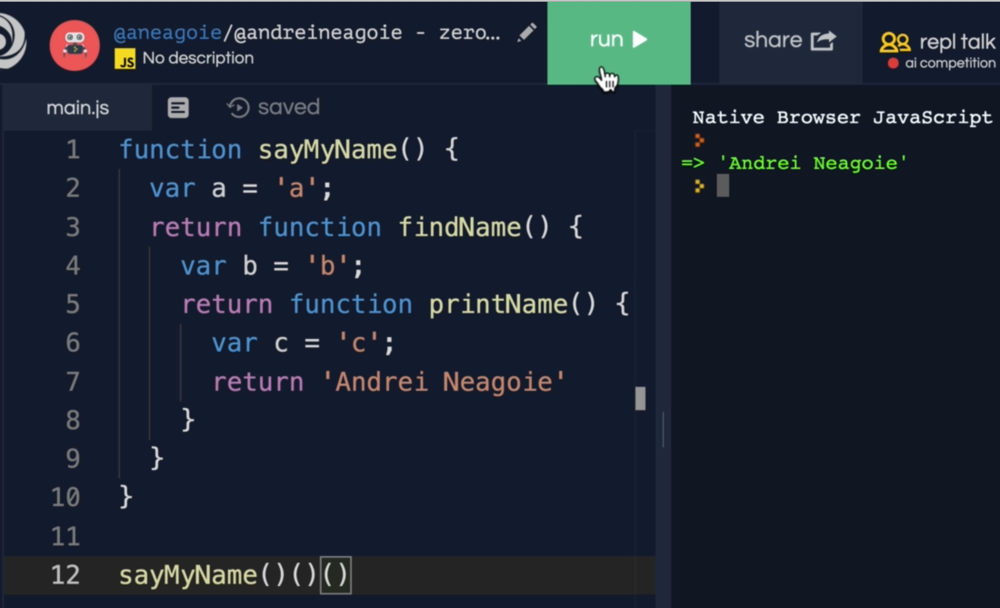 @aneagoie/@andreineagoie - zero...
JS No description
run
share
repl talk
ai competition
main.js
saved
1 function sayMyName() {
2 var a = 'a';
3 return function findName() {
4 var b = 'b';
5 return function printName() {
6 var c = 'c';
7 return 'Andrei Neagoie'
8 }
9 }
10 }
11
12 sayMyName()()()
Native Browser JavaScript
=> 'Andrei Neagoie'